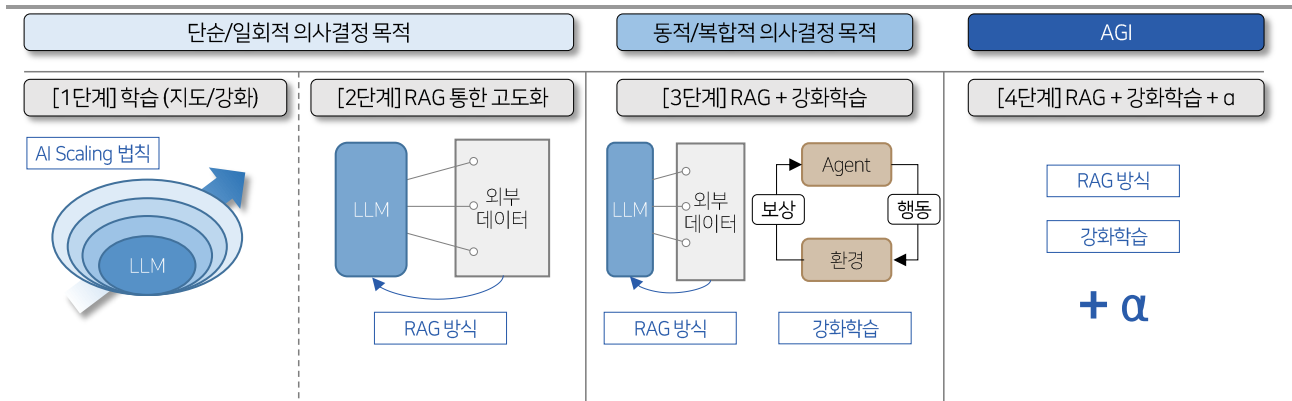 단순/일회적 의사결정 목적
동적/복합적 의사결정 목적
AGI
[1단계] 학습 (지도/강화)
[2단계] RAG 통한 고도화
[3단계] RAG + 강화학습
[4단계] RAG + 강화학습 + α
AI Scaling 법칙
LLM
LLM
외부
데이터
RAG 방식
LLM
외부
데이터
RAG 방식
Agent
보상
행동
환경
강화학습
RAG 방식
강화학습
+ α